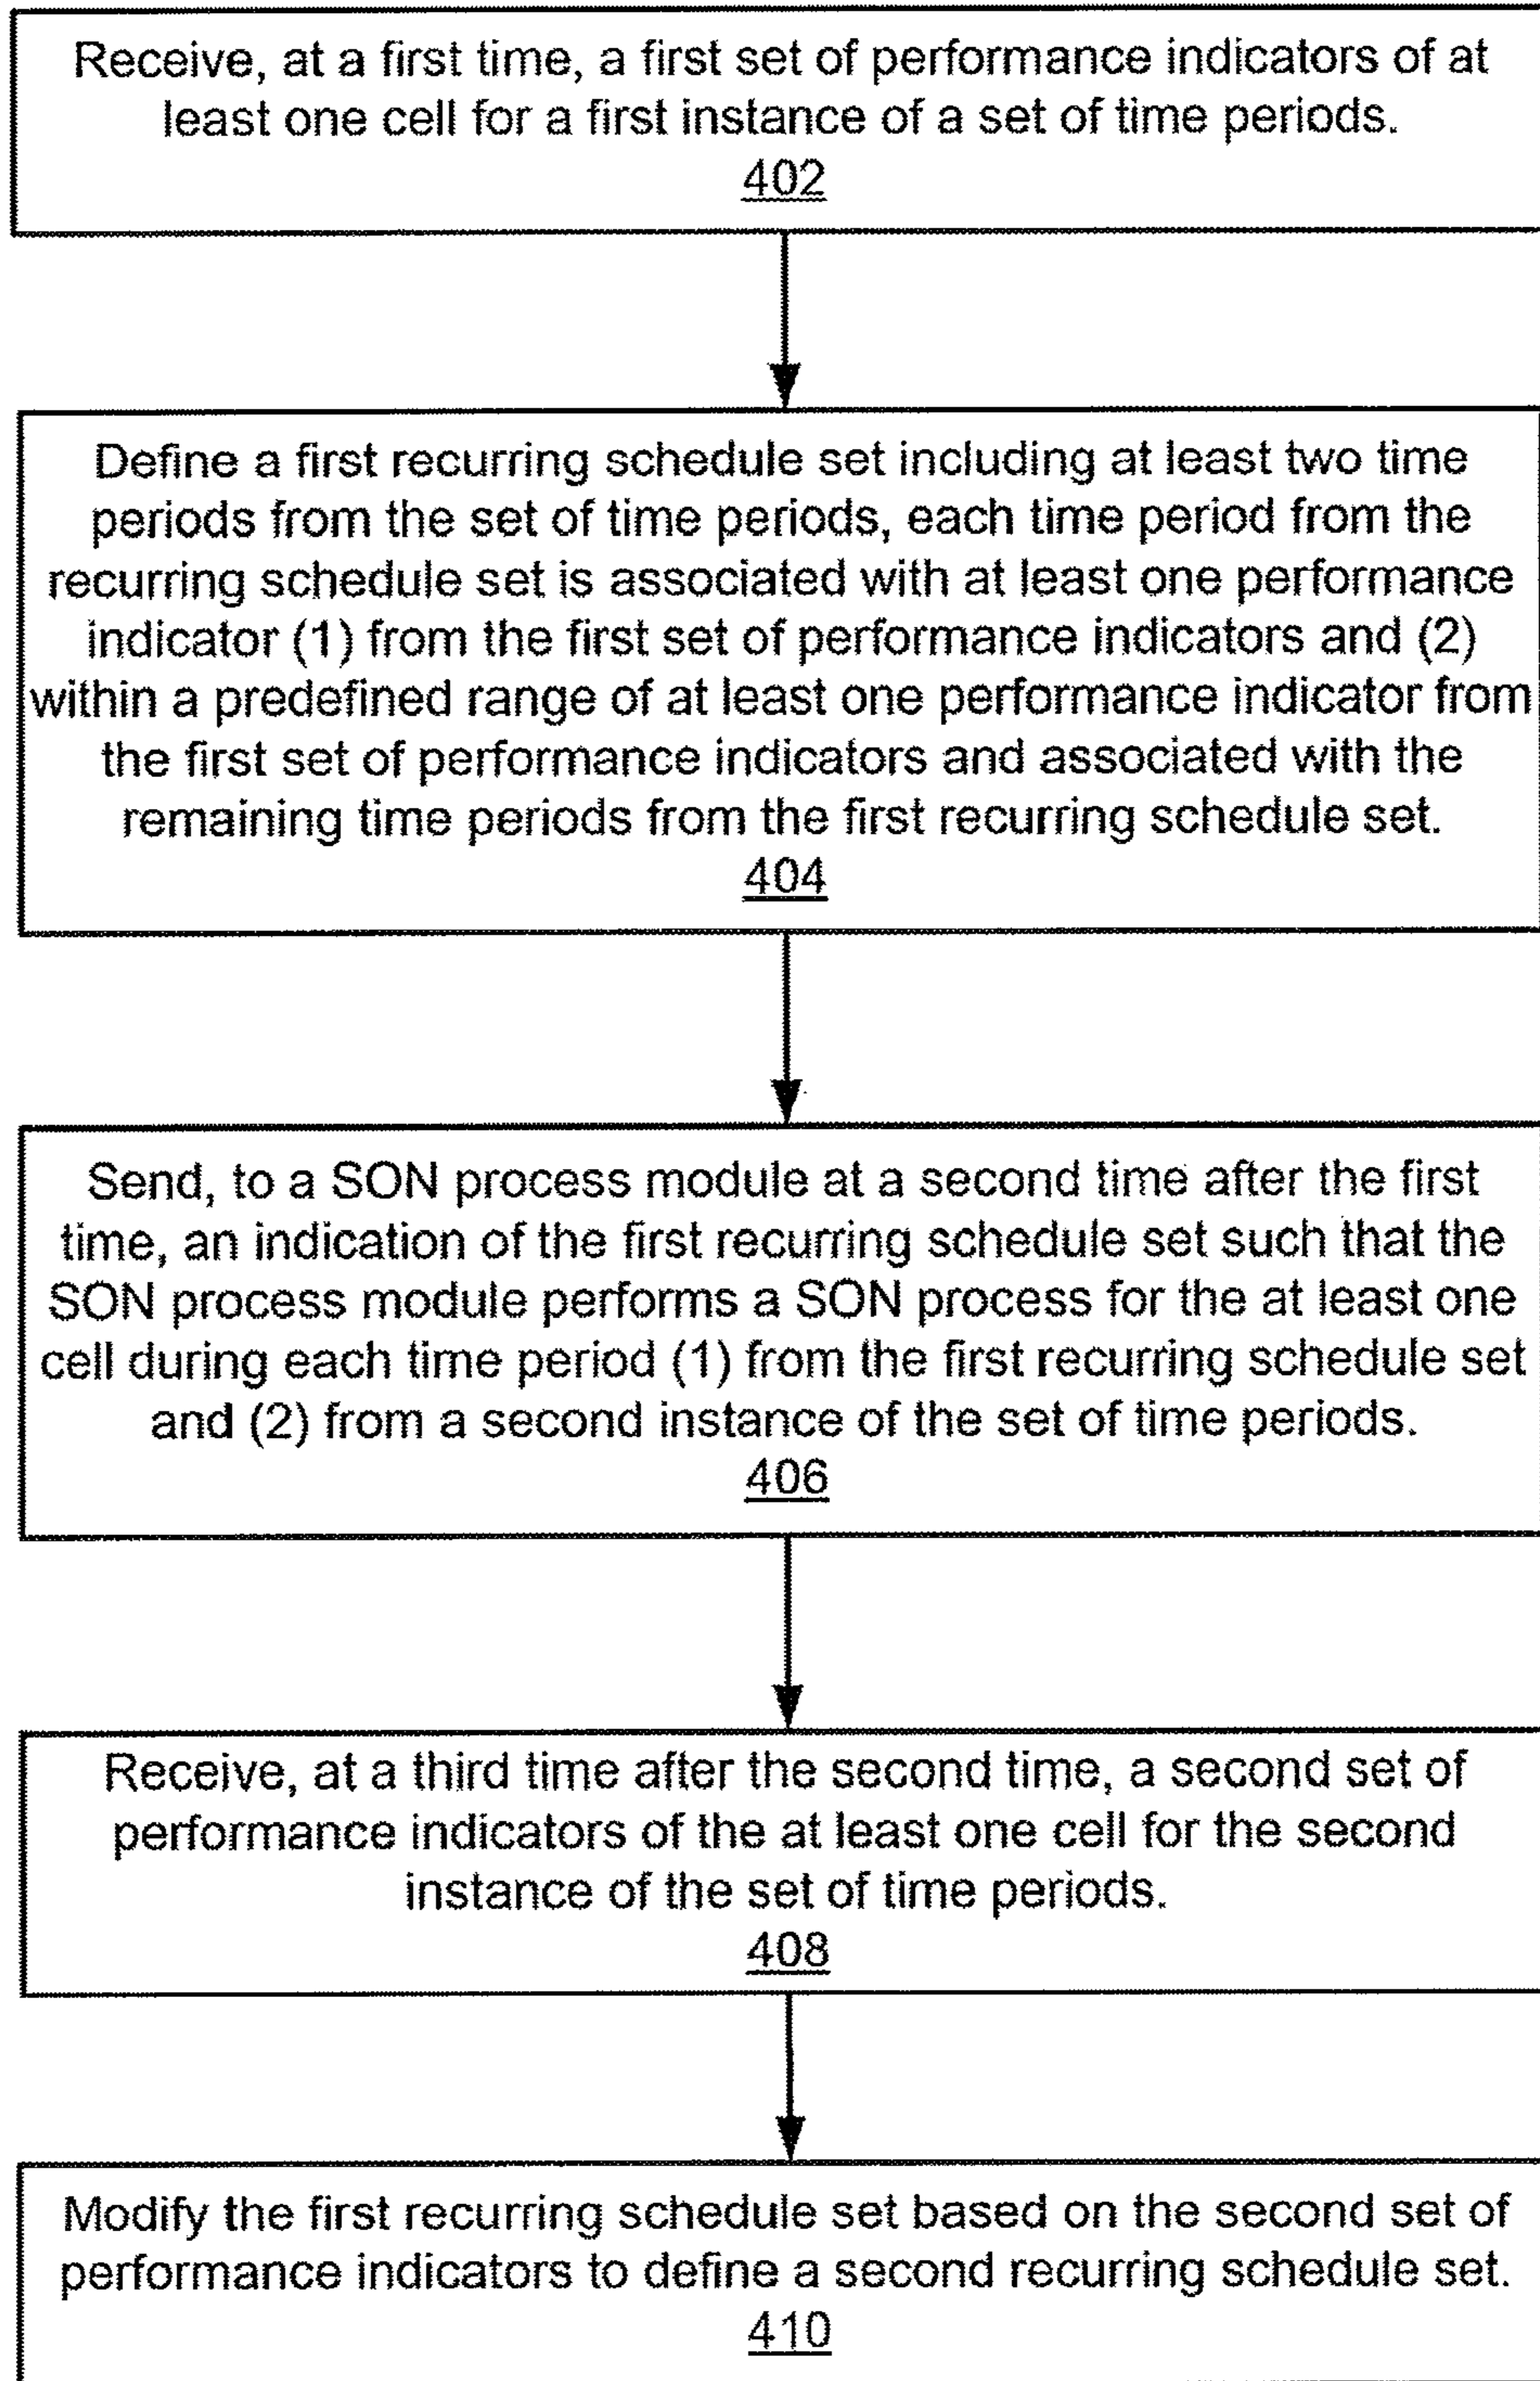 Receive, at a first time, a first set of performance indicators of at
least one cell for a first instance of a set of time periods.
402
Define a first recurring schedule set including at least two time
periods from the set of time periods, each time period from the
recurring schedule set is associated with at least one performance
indicator (1) from the first set of performance indicators and (2)
within a predefined range of at least one performance indicator from
the first set of performance indicators and associated with the
remaining time periods from the first recurring schedule set.
404
Send, to a SON process module at a second time after the first
time, an indication of the first recurring schedule set such that the
SON process module performs a SON process for the at least one
cell during each time period (1) from the first recurring schedule set
and (2) from a second instance of the set of time periods.
406
Receive, at a third time after the second time, a second set of
performance indicators of the at least one cell for the second
instance of the set of time periods.
408
Modify the first recurring schedule set based on the second set of
performance indicators to define a second recurring schedule set.
410